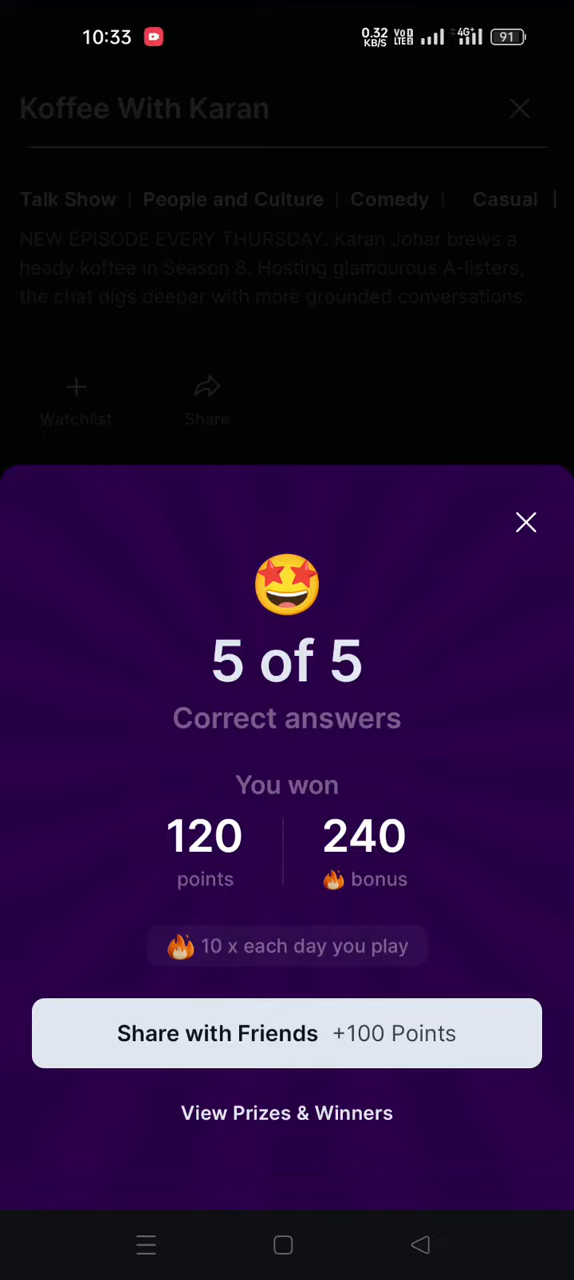 10:33
0.32 KB/S VoD LTE 4G+ 91
Koffee With Karan
Talk Show | People and Culture | Comedy | Casual |
NEW EPISODE EVERY THURSDAY. Karan Johar brews a
heady koffee in Season 8. Hosting glamourous A-listers,
the chat digs deeper with more grounded conversations.
Watchlist Share
5 of 5
Correct answers
You won
120 240
points 🔥 bonus
🔥 10 x each day you play
Share with Friends +100 Points
View Prizes & Winners